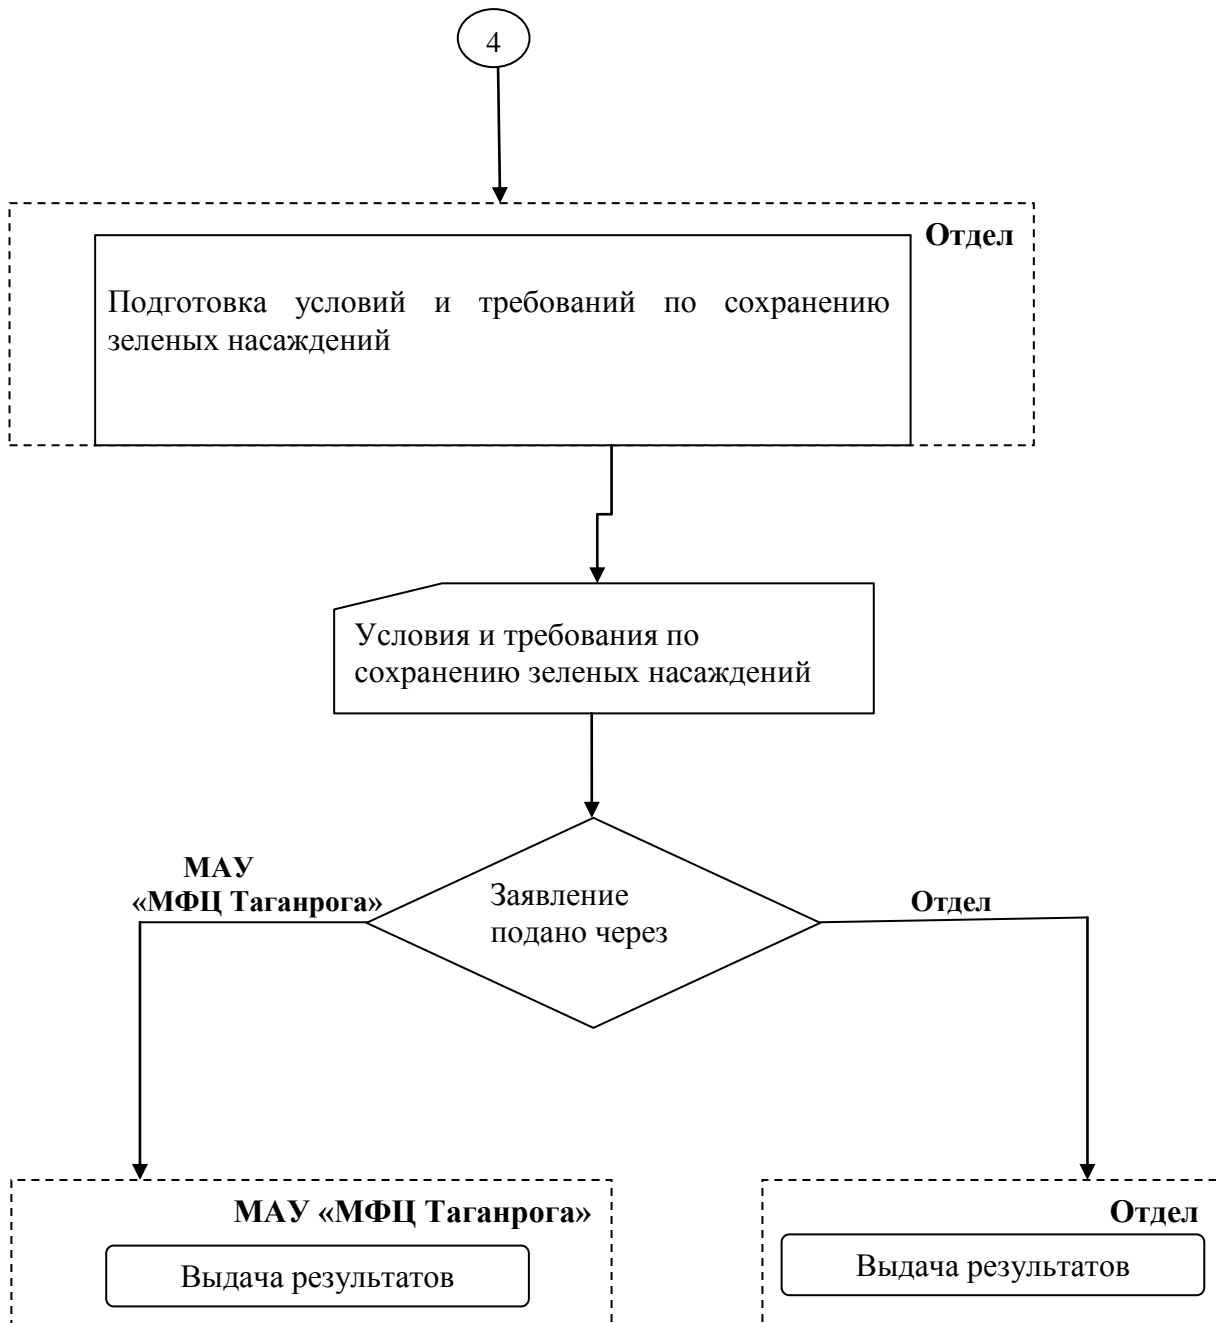 4
Отдел
Подготовка условий и требований по сохранению
зеленых насаждений
Условия и требования по
сохранению зеленых насаждений
МАУ
«МФЦ Таганрога»
Заявление
подано через
Отдел
МАУ «МФЦ Таганрога»
Выдача результатов
Отдел
Выдача результатов